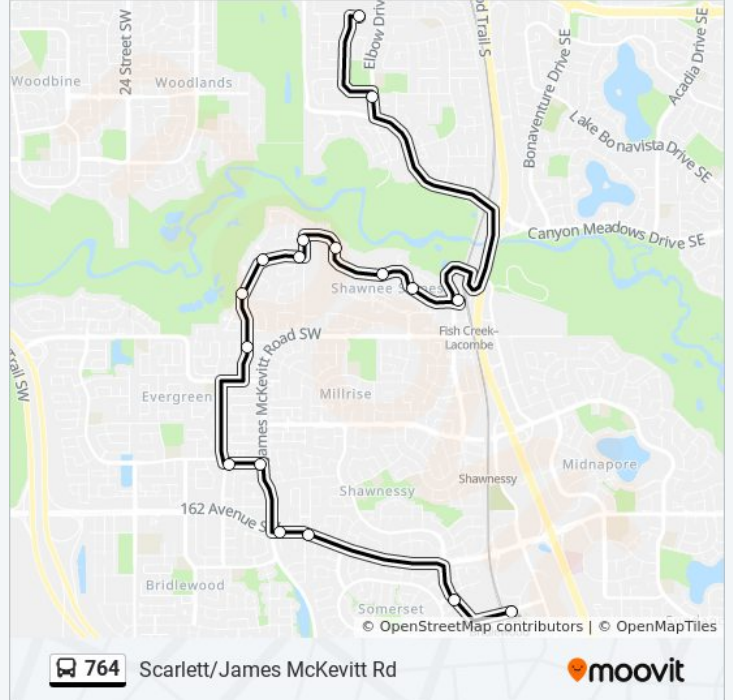 24 Street SW
Elbow Driv
d Trail S
Bonaventure Drive SE
Acadia Drive SE
Woodbine
Woodlands
Lake Bonavista Drive SE
Canyon Meadows Drive SE
Shawnee S pes
Fish Creek–
Lacombe
Trail SW
James McKevitt Road SW
Evergreen
Millrise
Midnapore
Shawnessy
Shawnessy
162 Avenue S
Bridlewood
Somerset
© OpenStreetMap contributors | © OpenMapTiles
764 Scarlett/James McKevitt Rd
moovit